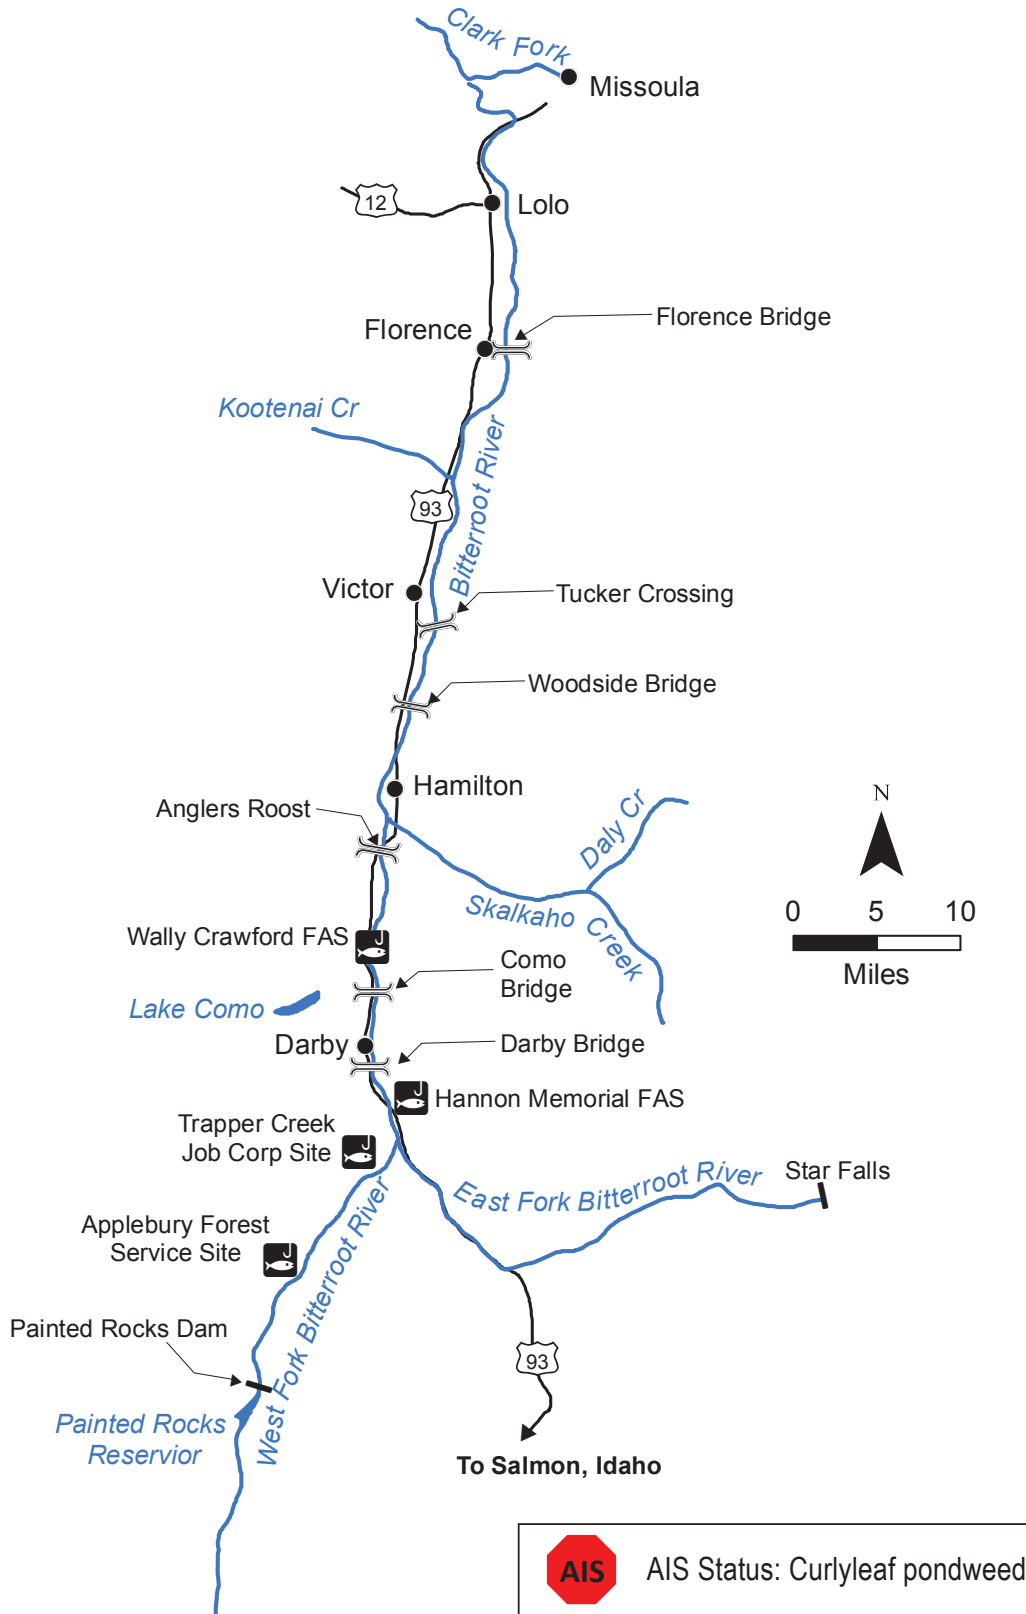 Clark Fork
Missoula
12
Lolo
Florence Bridge
Florence
Kootenai Cr
93
Bitterroot River
Victor
Tucker Crossing
Woodside Bridge
Hamilton
Anglers Roost
Daly Cr
N
Skalkaho Creek
0 5 10
Miles
Wally Crawford FAS
Como
Bridge
Lake Como
Darby
Darby Bridge
Hannon Memorial FAS
Trapper Creek
Job Corp Site
East Fork Bitterroot River
Star Falls
Applebury Forest
Service Site
West Fork Bitterroot River
Painted Rocks Dam
93
Painted Rocks
Reservior
To Salmon, Idaho
AIS
AIS Status: Curlyleaf pondweed